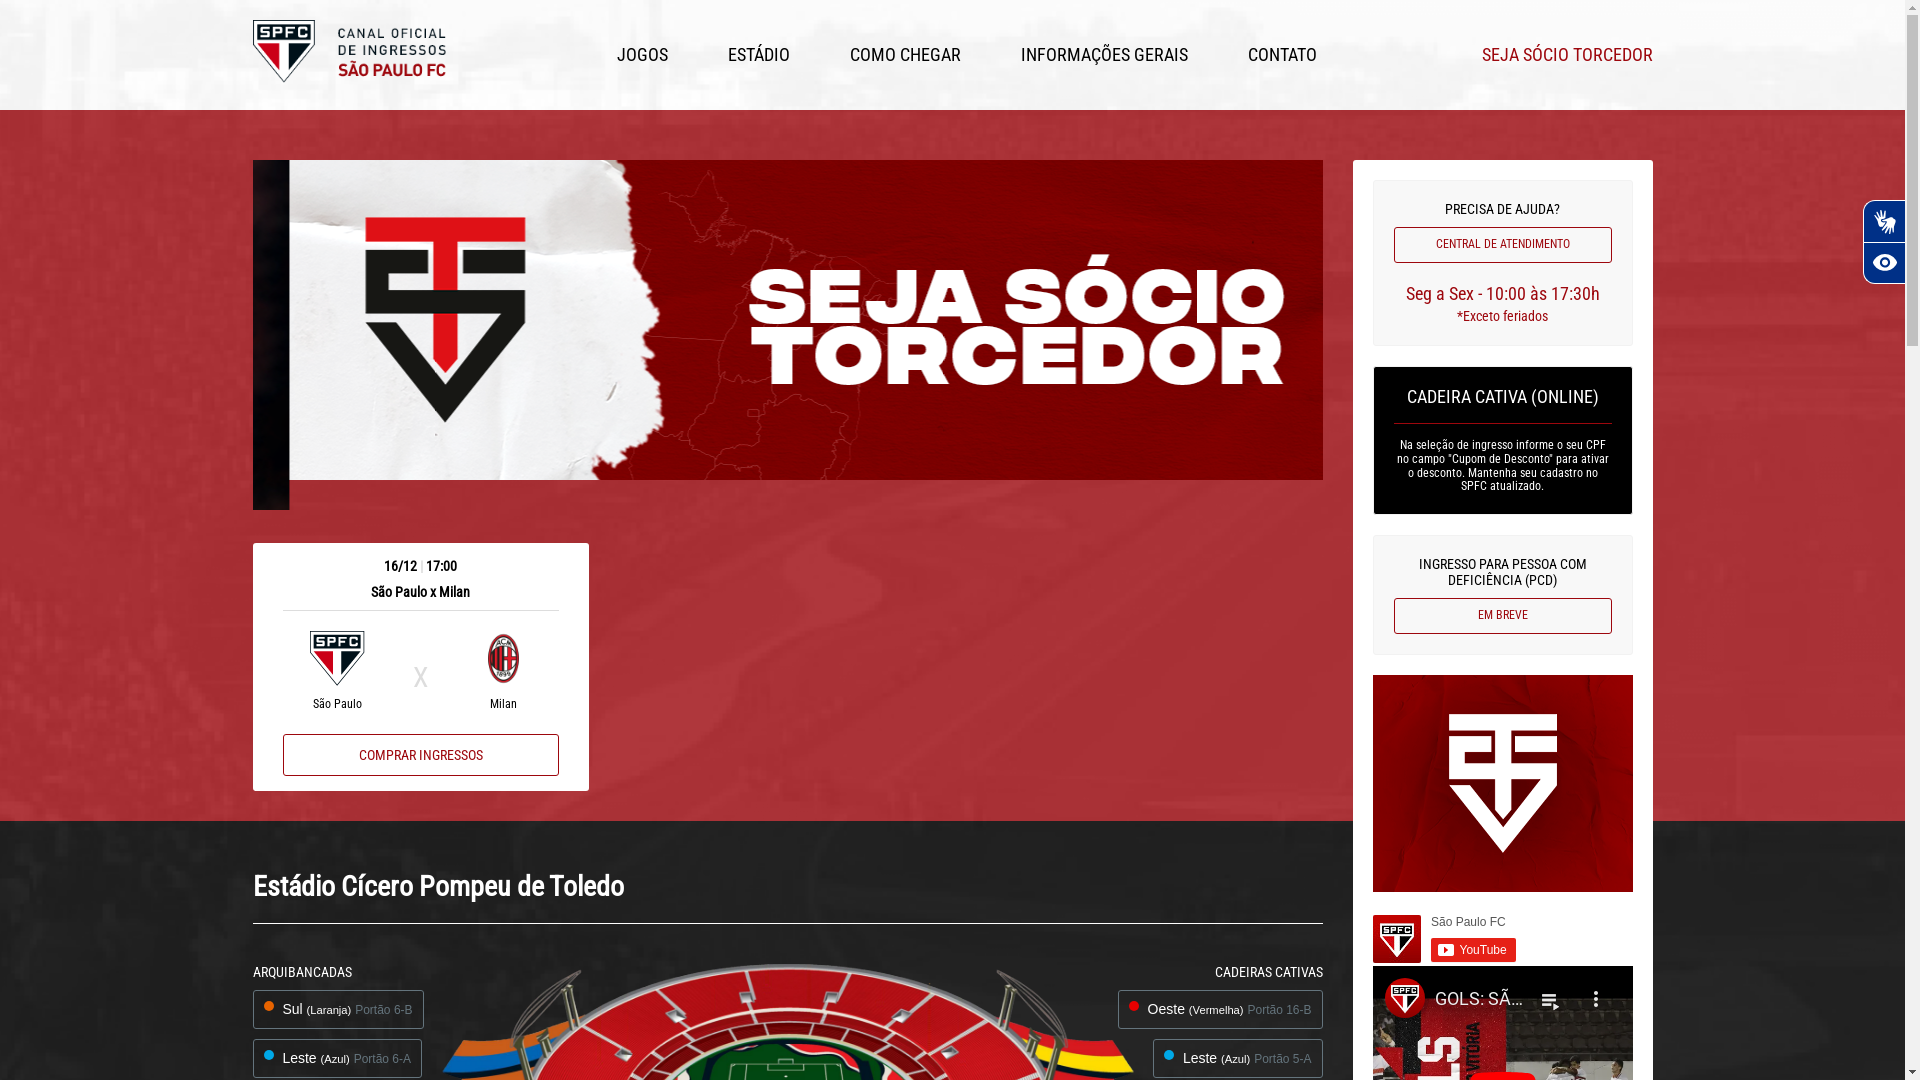 SPFC
CANAL OFICIAL
DE INGRESSOS
SÃO PAULO FC
JOGOS
ESTÁDIO
COMO CHEGAR
INFORMAÇÕES GERAIS
CONTATO
SEJA SÓCIO TORCEDOR
SEJA SÓCIO
TORCEDOR
PRECISA DE AJUDA?
CENTRAL DE ATENDIMENTO
Seg a Sex - 10:00 às 17:30h
*Exceto feriados
CADEIRA CATIVA (ONLINE)
Na seleção de ingresso informe o seu CPF
no campo "Cupom de Desconto" para ativar
o desconto. Mantenha seu cadastro no
SPFC atualizado.
INGRESSO PARA PESSOA COM
DEFICIÊNCIA (PCD)
EM BREVE
16/12 | 17:00
São Paulo x Milan
SPFC
X
São Paulo
Milan
COMPRAR INGRESSOS
Estádio Cícero Pompeu de Toledo
ARQUIBANCADAS
Sul (Laranja) Portão 6-B
Leste (Azul) Portão 6-A
CADEIRAS CATIVAS
Oeste (Vermelha) Portão 16-B
Leste (Azul) Portão 5-A
SPFC
São Paulo FC
YouTube
SPFC
GOLS: SÃ...